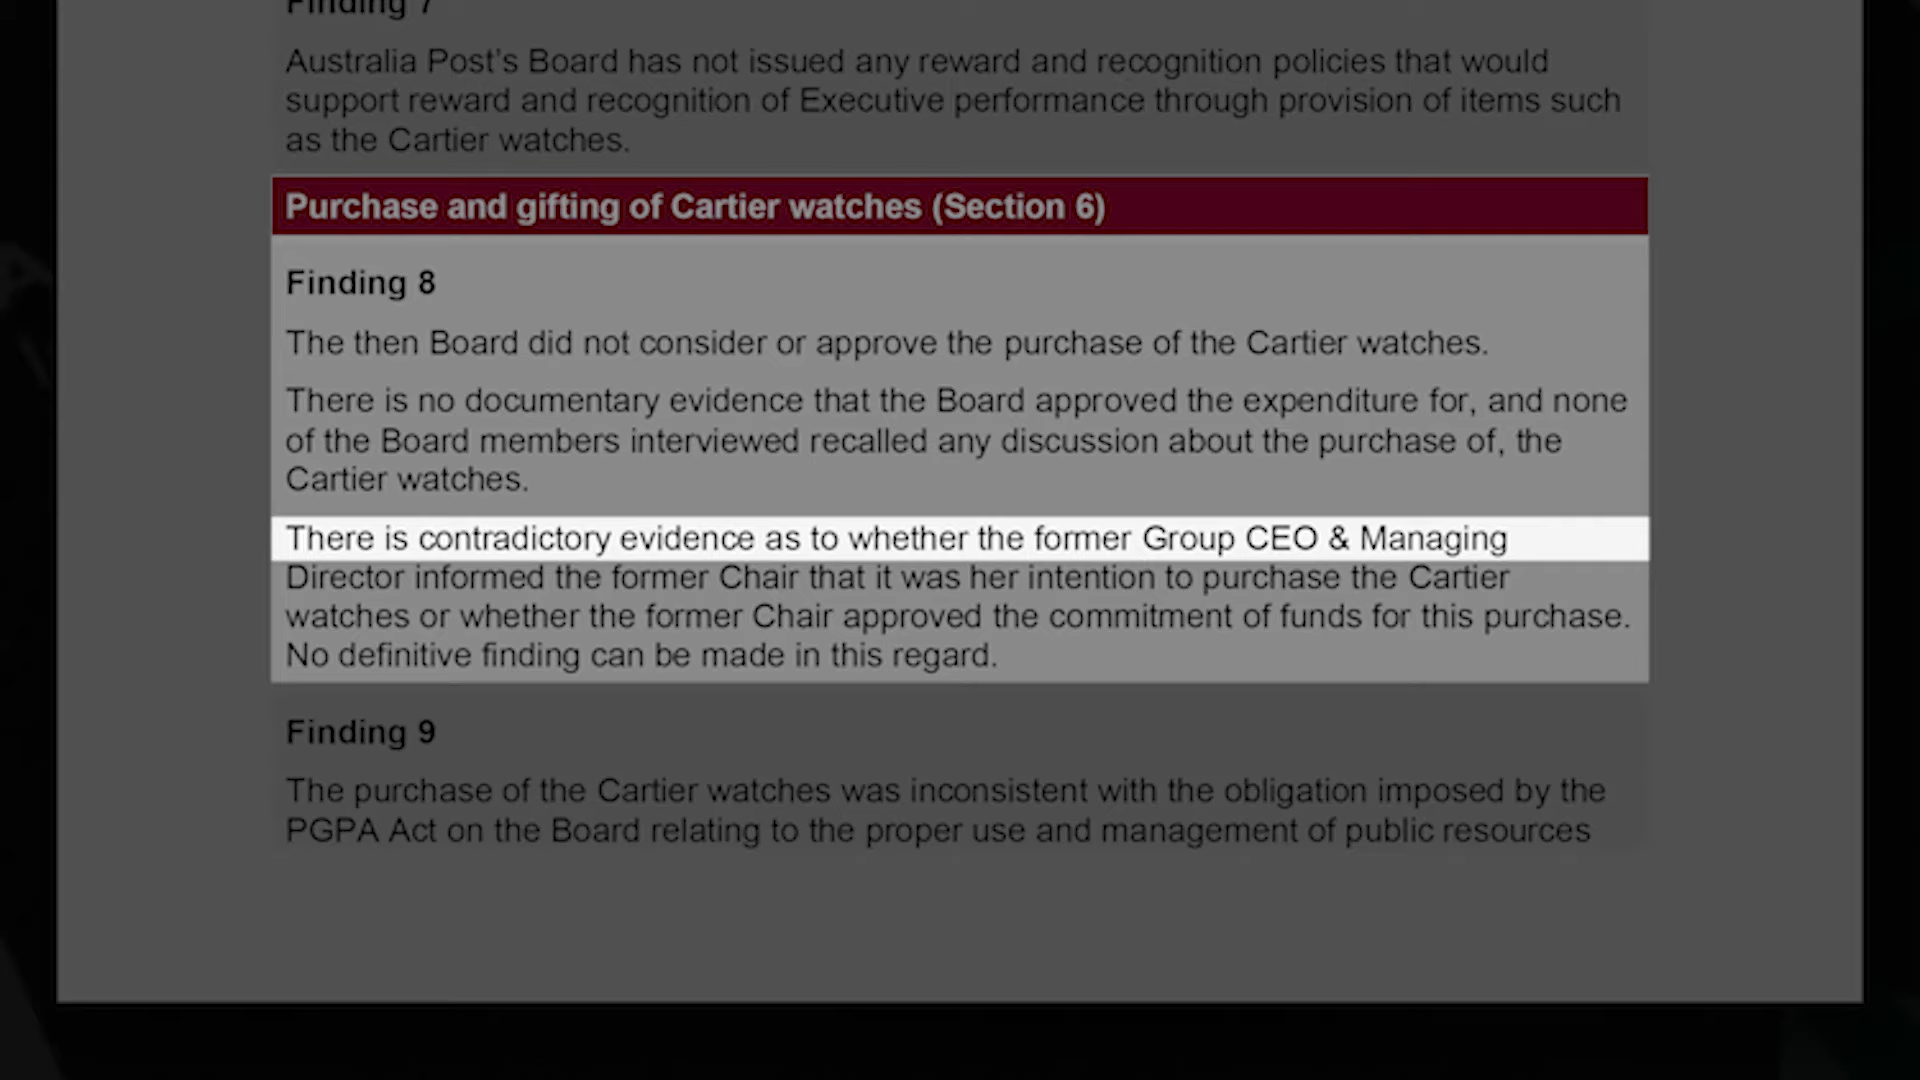 Finding 7
Australia Post's Board has not issued any reward and recognition policies that would
support reward and recognition of Executive performance through provision of items such
as the Cartier watches.
Purchase and gifting of Cartier watches (Section 6)
Finding 8
The then Board did not consider or approve the purchase of the Cartier watches.
There is no documentary evidence that the Board approved the expenditure for, and none
of the Board members interviewed recalled any discussion about the purchase of, the
Cartier watches.
There is contradictory evidence as to whether the former Group CEO & Managing
Director informed the former Chair that it was her intention to purchase the Cartier
watches or whether the former Chair approved the commitment of funds for this purchase.
No definitive finding can be made in this regard.
Finding 9
The purchase of the Cartier watches was inconsistent with the obligation imposed by the
PGPA Act on the Board relating to the proper use and management of public resources